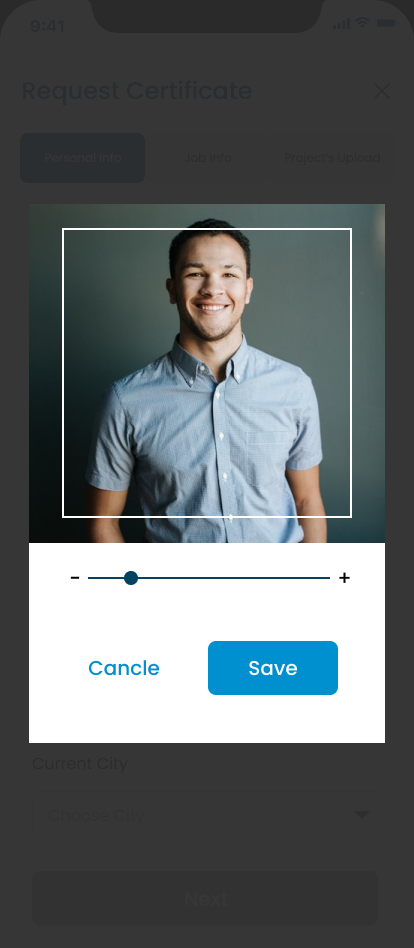 9:41
Request Certificate
Personal Info Job Info Project's upload
- +
Cancle Save
Current City
Choose City
Next